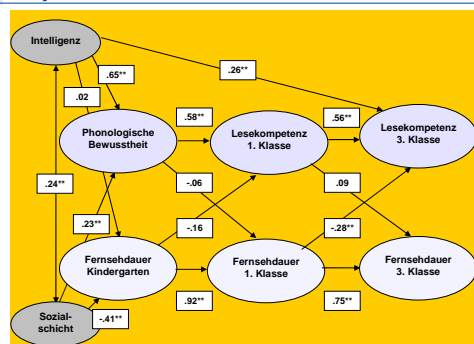 Intelligenz
.65**
.26**
.02
.58**
.56**
Phonologische
Bewusstheit
Lesekompetenz
1. Klasse
Lesekompetenz
3. Klasse
.24**
-.06
.09
.23**
-.16
-.28**
Fernsehdauer
Kindergarten
Fernsehdauer
1. Klasse
Fernsehdauer
3. Klasse
.92**
.75**
Sozial-
schicht
-.41**